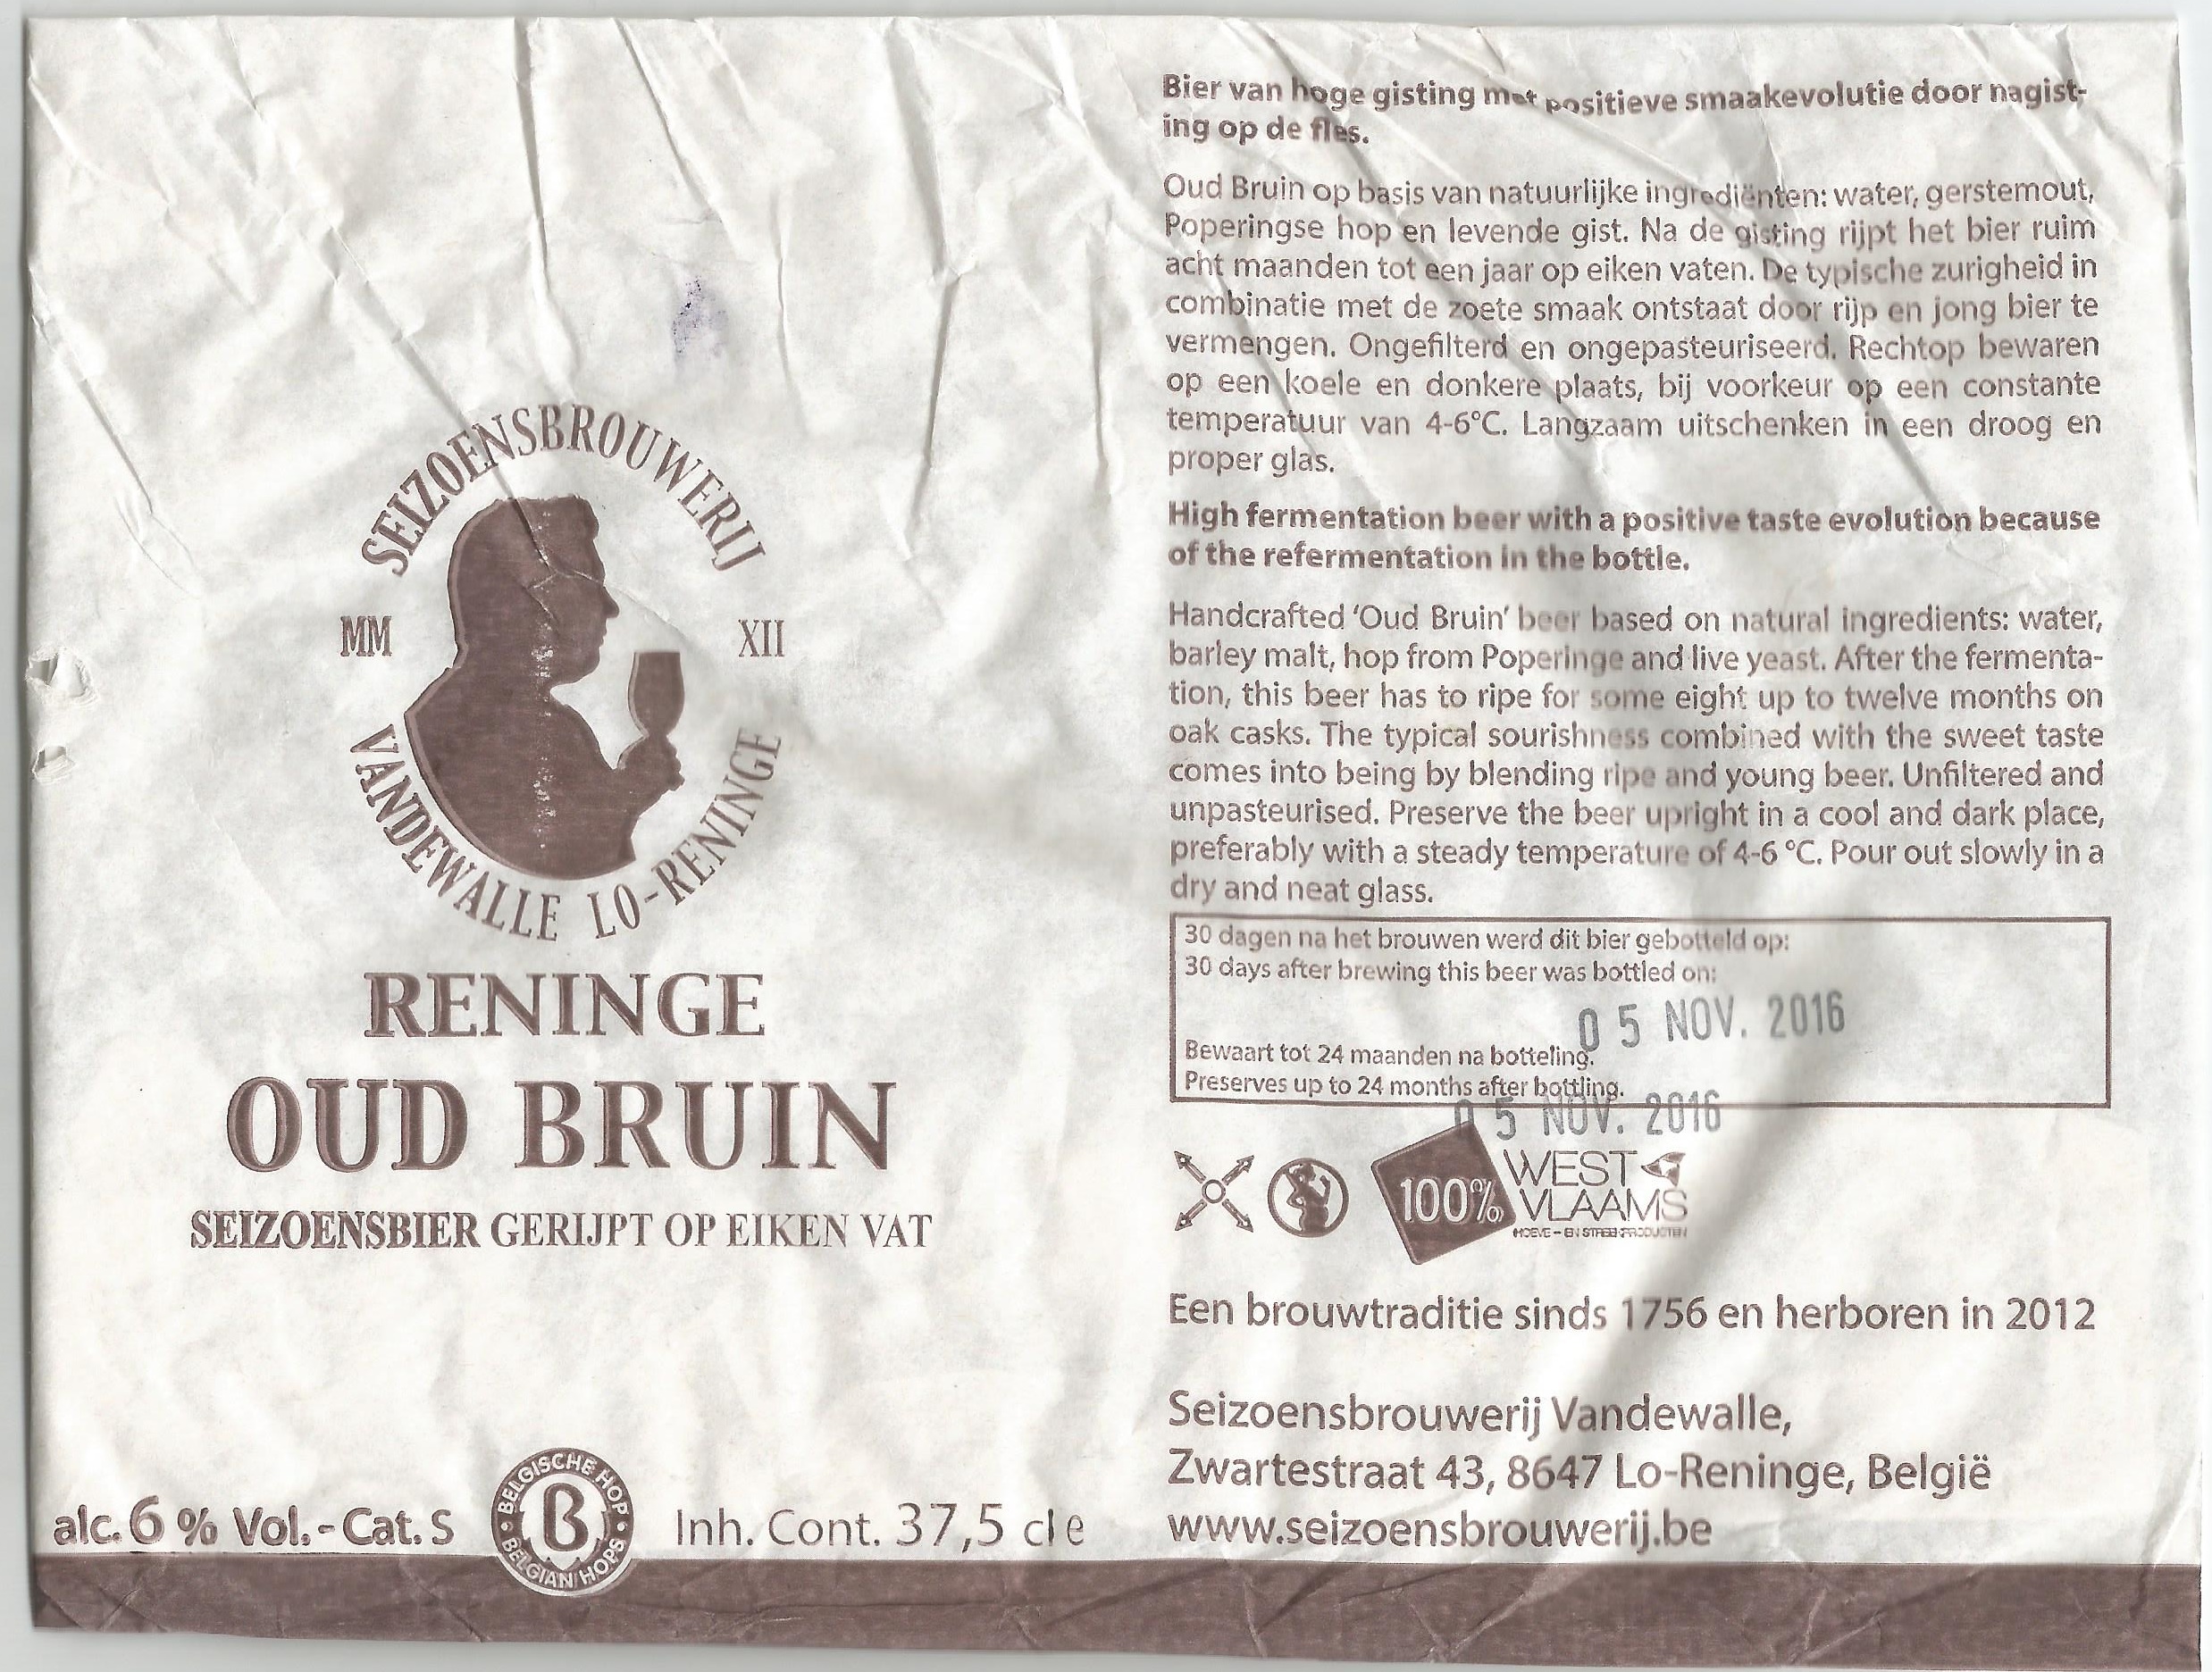 SEIZOENSBROUWERIJ
MM XII
VANDEWALLE LO-RENINGE
RENINGE
OUD BRUIN
SEIZOENSBIER GERIJPT OP EIKEN VAT
alc. 6 % Vol. - Cat. S
BELGISCHE HOP
B
BELGIAN HOPS
Inh. Cont. 37,5 cl e
Bier van hoge gisting met positieve smaakevolutie door nagist-
ing op de fles.
Oud Bruin op basis van natuurlijke ingrediënten: water, gerstemout,
Poperingse hop en levende gist. Na de gisting rijpt het bier ruim
acht maanden tot een jaar op eiken vaten. De typische zurigheid in
combinatie met de zoete smaak ontstaat door rijp en jong bier te
vermengen. Ongefilterd en ongepasteuriseerd. Rechtop bewaren
op een koele en donkere plaats, bij voorkeur op een constante
temperatuur van 4-6°C. Langzaam uitschenken in een droog en
proper glas.
High fermentation beer with a positive taste evolution because
of the refermentation in the bottle.
Handcrafted ‘Oud Bruin’ beer based on natural ingredients: water,
barley malt, hop from Poperinge and live yeast. After the fermenta-
tion, this beer has to ripe for some eight up to twelve months on
oak casks. The typical sourishness combined with the sweet taste
comes into being by blending ripe and young beer. Unfiltered and
unpasteurised. Preserve the beer upright in a cool and dark place,
preferably with a steady temperature of 4-6 °C. Pour out slowly in a
dry and neat glass.
30 dagen na het brouwen werd dit bier gebotteld op:
30 days after brewing this beer was bottled on:
05 NOV. 2016
Bewaart tot 24 maanden na botteling.
Preserves up to 24 months after bottling.
05 NOV. 2016
100% WEST
VLAAMS
HOEVE- EN STREEKPRODUCTEN
Een brouwtraditie sinds 1756 en herboren in 2012
Seizoensbrouwerij Vandewalle,
Zwartestraat 43, 8647 Lo-Reninge, België
www.seizoensbrouwerij.be